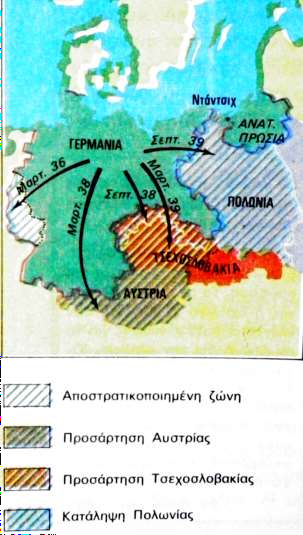 Ντάντσιχ
ΑΝΑΤ.
ΠΡΩΣΙΑ
ΓΕΡΜΑΝΙΑ
Σεπτ. 39
Μαρτ. 36
Μαρτ. 38
Σεπτ. 38
Μαρτ. 39
ΠΟΛΩΝΙΑ
ΤΣΕΧΟΣΛΟΒΑΚΙΑ
ΑΥΣΤΡΙΑ
Αποστρατικοποιημένη ζώνη
Προσάρτηση Αυστρίας
Προσάρτηση Τσεχοσλοβακίας
Κατάληψη Πολωνίας